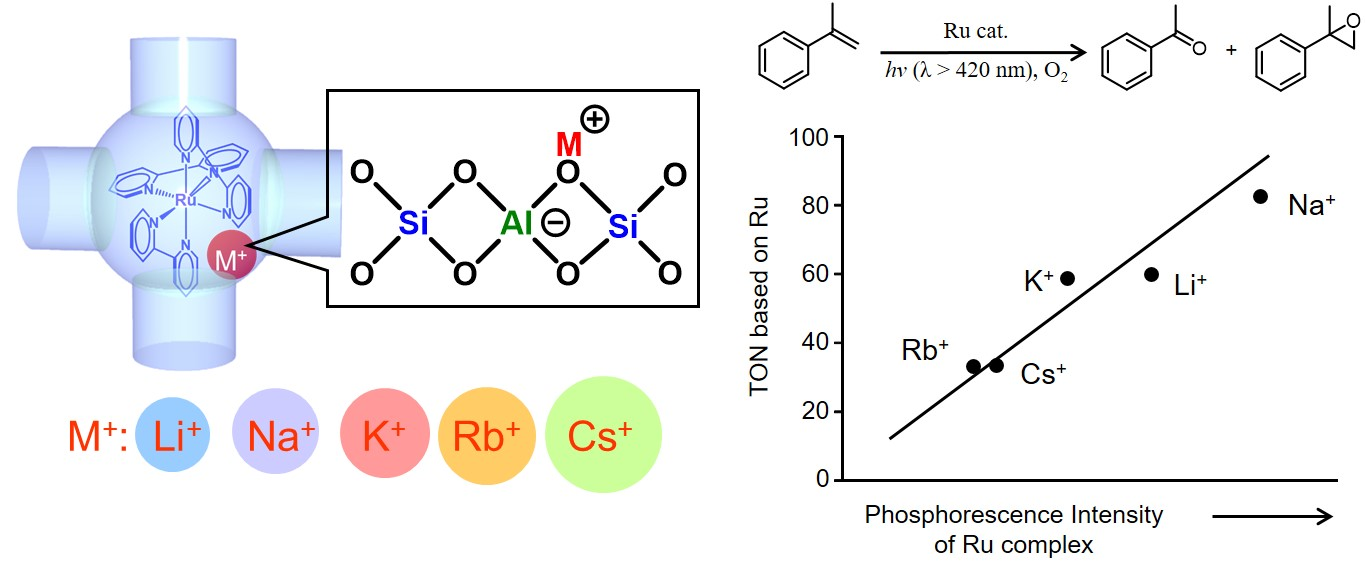 Ru cat.
hν (λ > 420 nm), O₂
O
+
O
N
N
N
Ru
N
N
N
M⁺
M
+
O O O O
Si Al − Si
O O O O
M⁺: Li⁺ Na⁺ K⁺ Rb⁺ Cs⁺
TON based on Ru
100
80
60
40
20
0
Na⁺
K⁺
Li⁺
Rb⁺
Cs⁺
Phosphorescence Intensity
of Ru complex